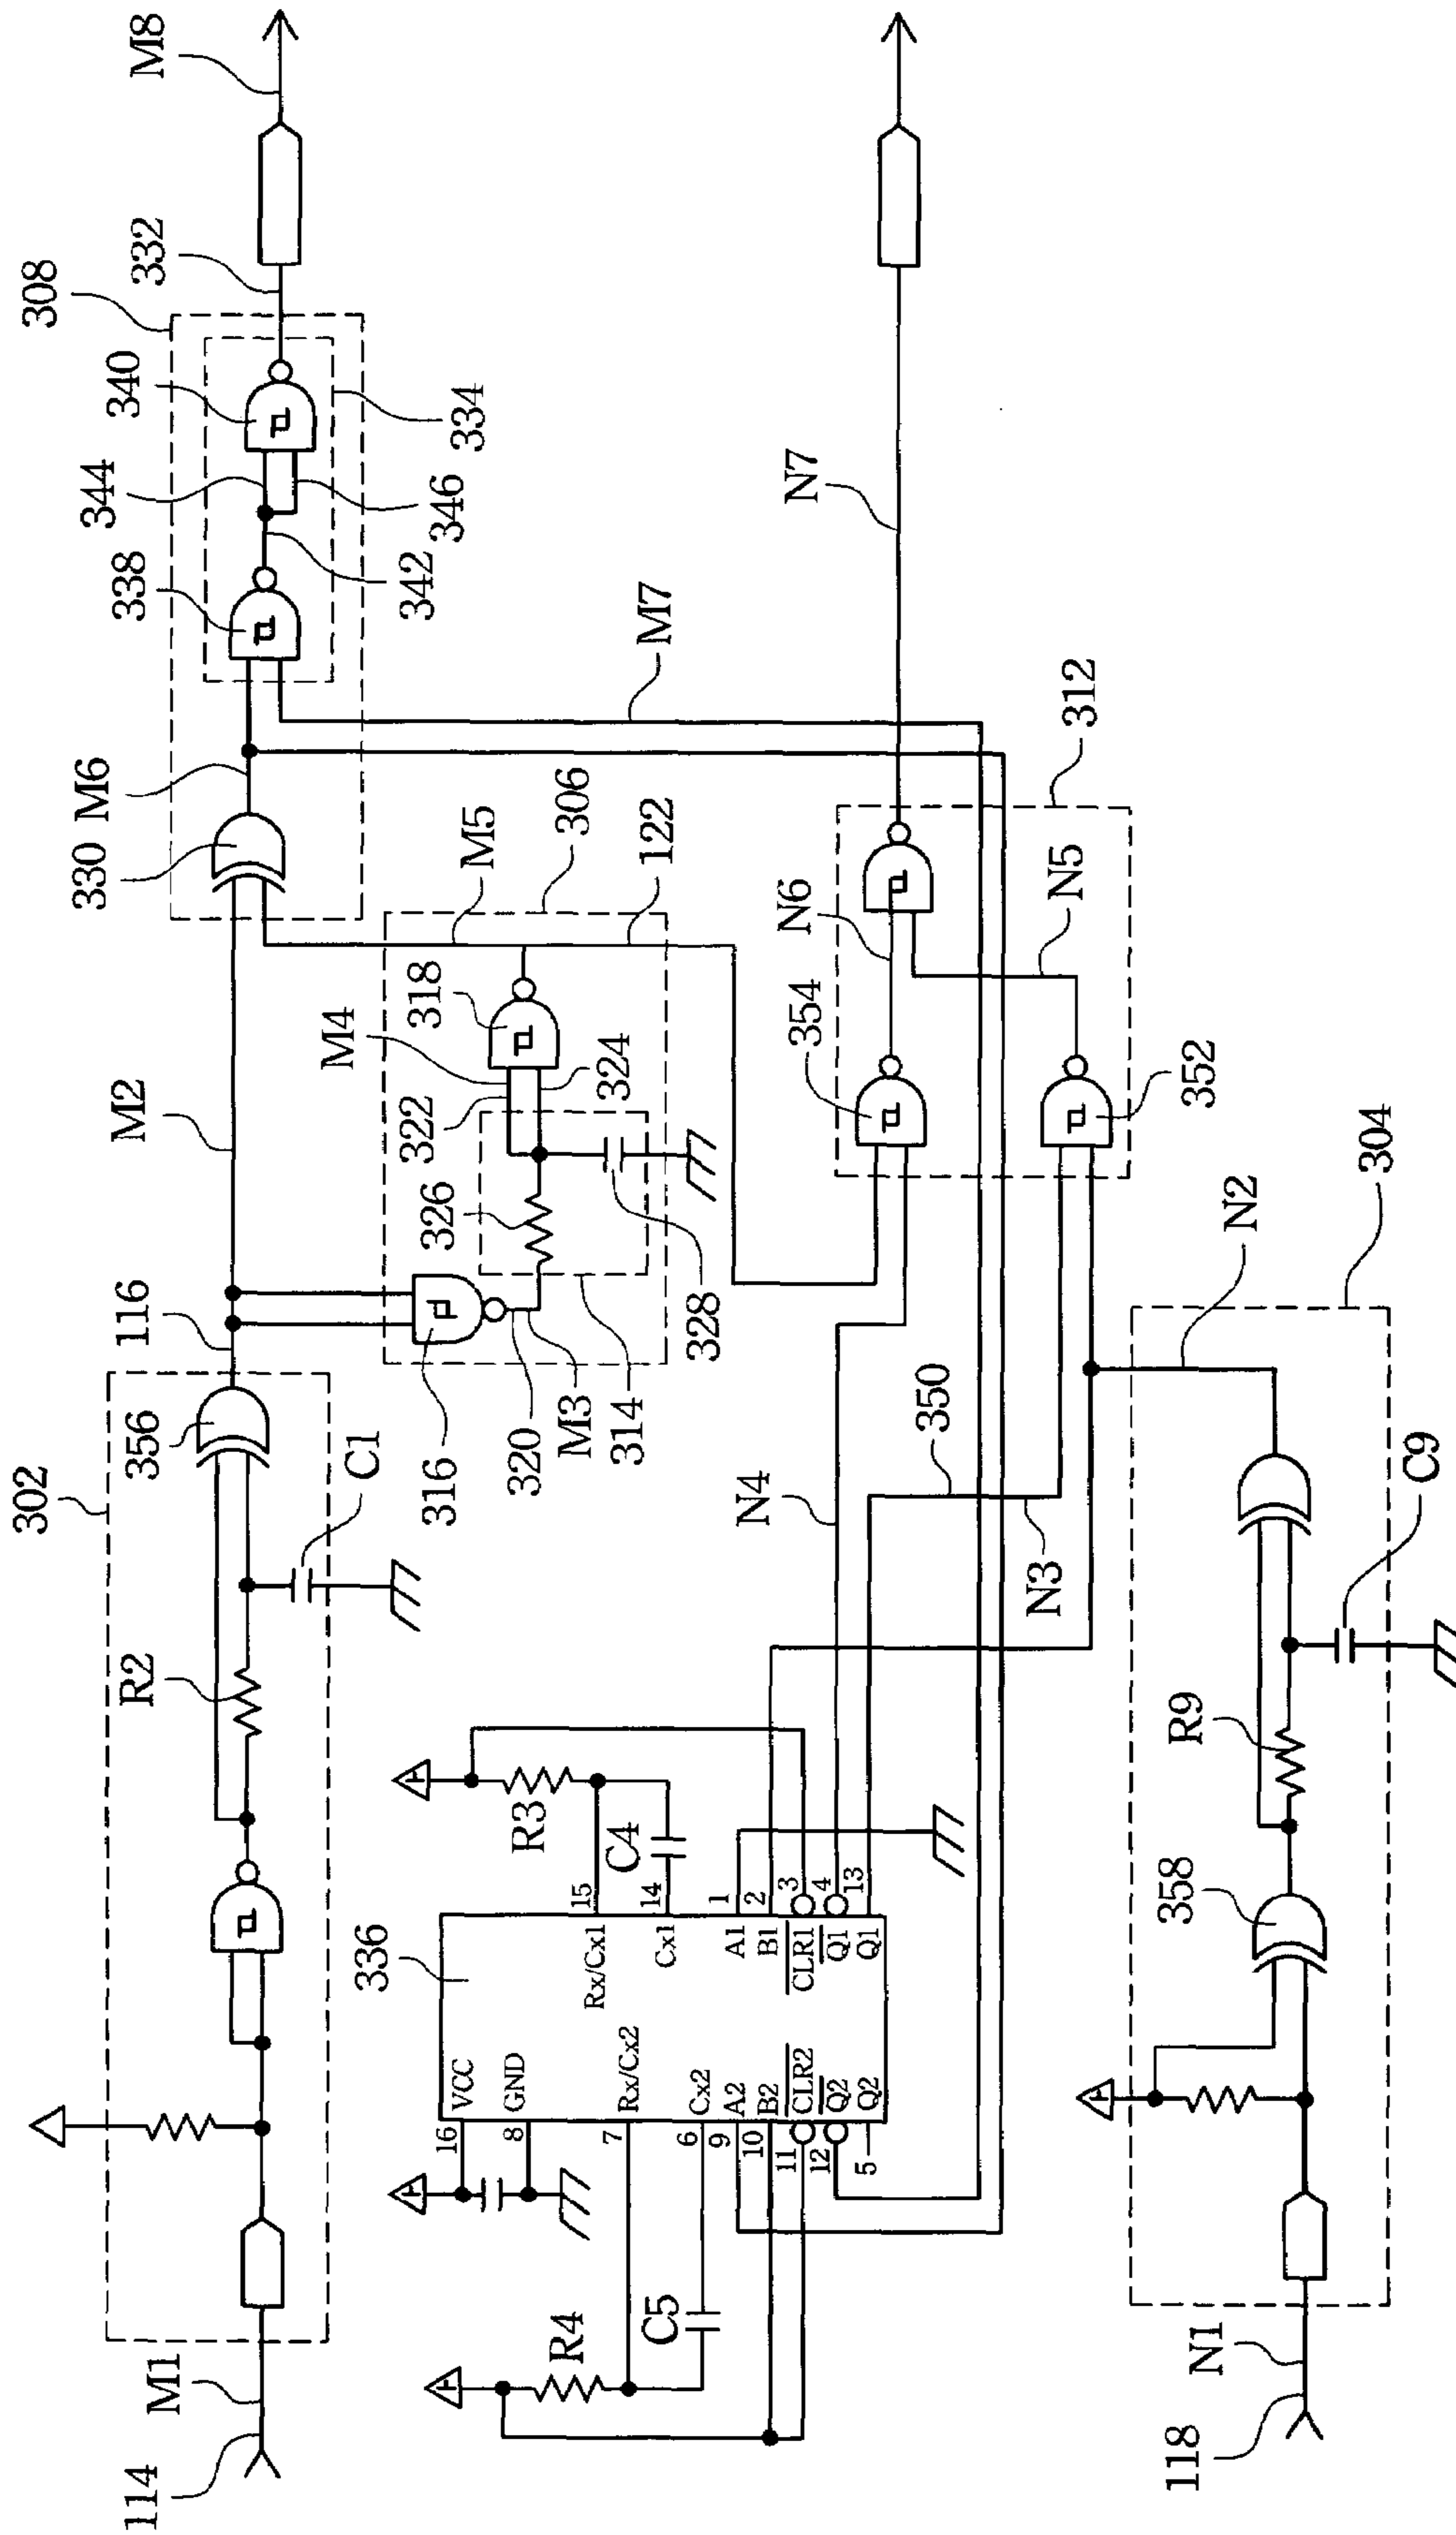 308
332
M8
340
344
338
334
346
342
M6
330
M2
116
302
356
R2
C1
M1
114
M7
M5
306
122
M4
318
322
324
326
316
320
M3
314
328
N7
312
N6
N5
354
352
N4
350
N3
336
R3
C4
R4
C5
16
8
7
6
9
10
11
12
5
VCC
GND
Rx/Cx2
Cx2
A2
B2
CLR2
Q2
Q2
Rx/Cx1
Cx1
A1
B1
CLR1
Q1
Q1
15
14
1
2
3
4
13
304
N2
C9
R9
358
N1
118